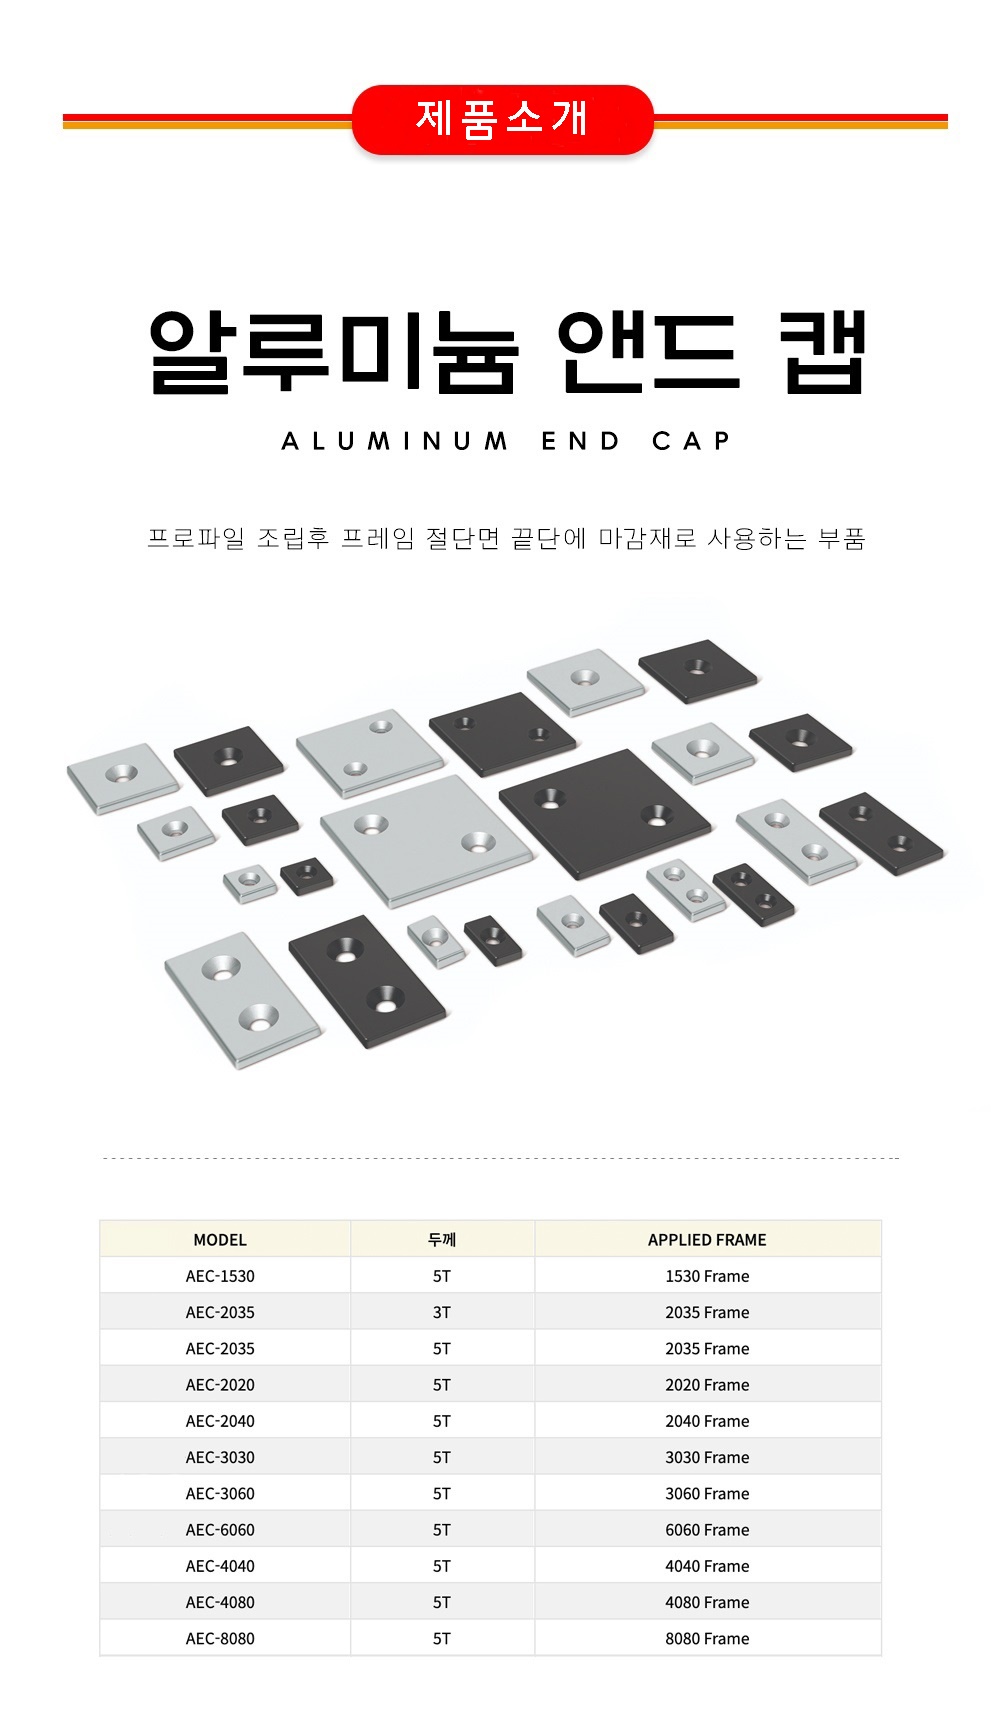 제품소개
알루미늄 앤드 캡
ALUMINUM END CAP
프로파일 조립후 프레임 절단면 끝단에 마감재로 사용하는 부품
MODEL 두께 APPLIED FRAME
AEC-1530 5T 1530 Frame
AEC-2035 3T 2035 Frame
AEC-2035 5T 2035 Frame
AEC-2020 5T 2020 Frame
AEC-2040 5T 2040 Frame
AEC-3030 5T 3030 Frame
AEC-3060 5T 3060 Frame
AEC-6060 5T 6060 Frame
AEC-4040 5T 4040 Frame
AEC-4080 5T 4080 Frame
AEC-8080 5T 8080 Frame